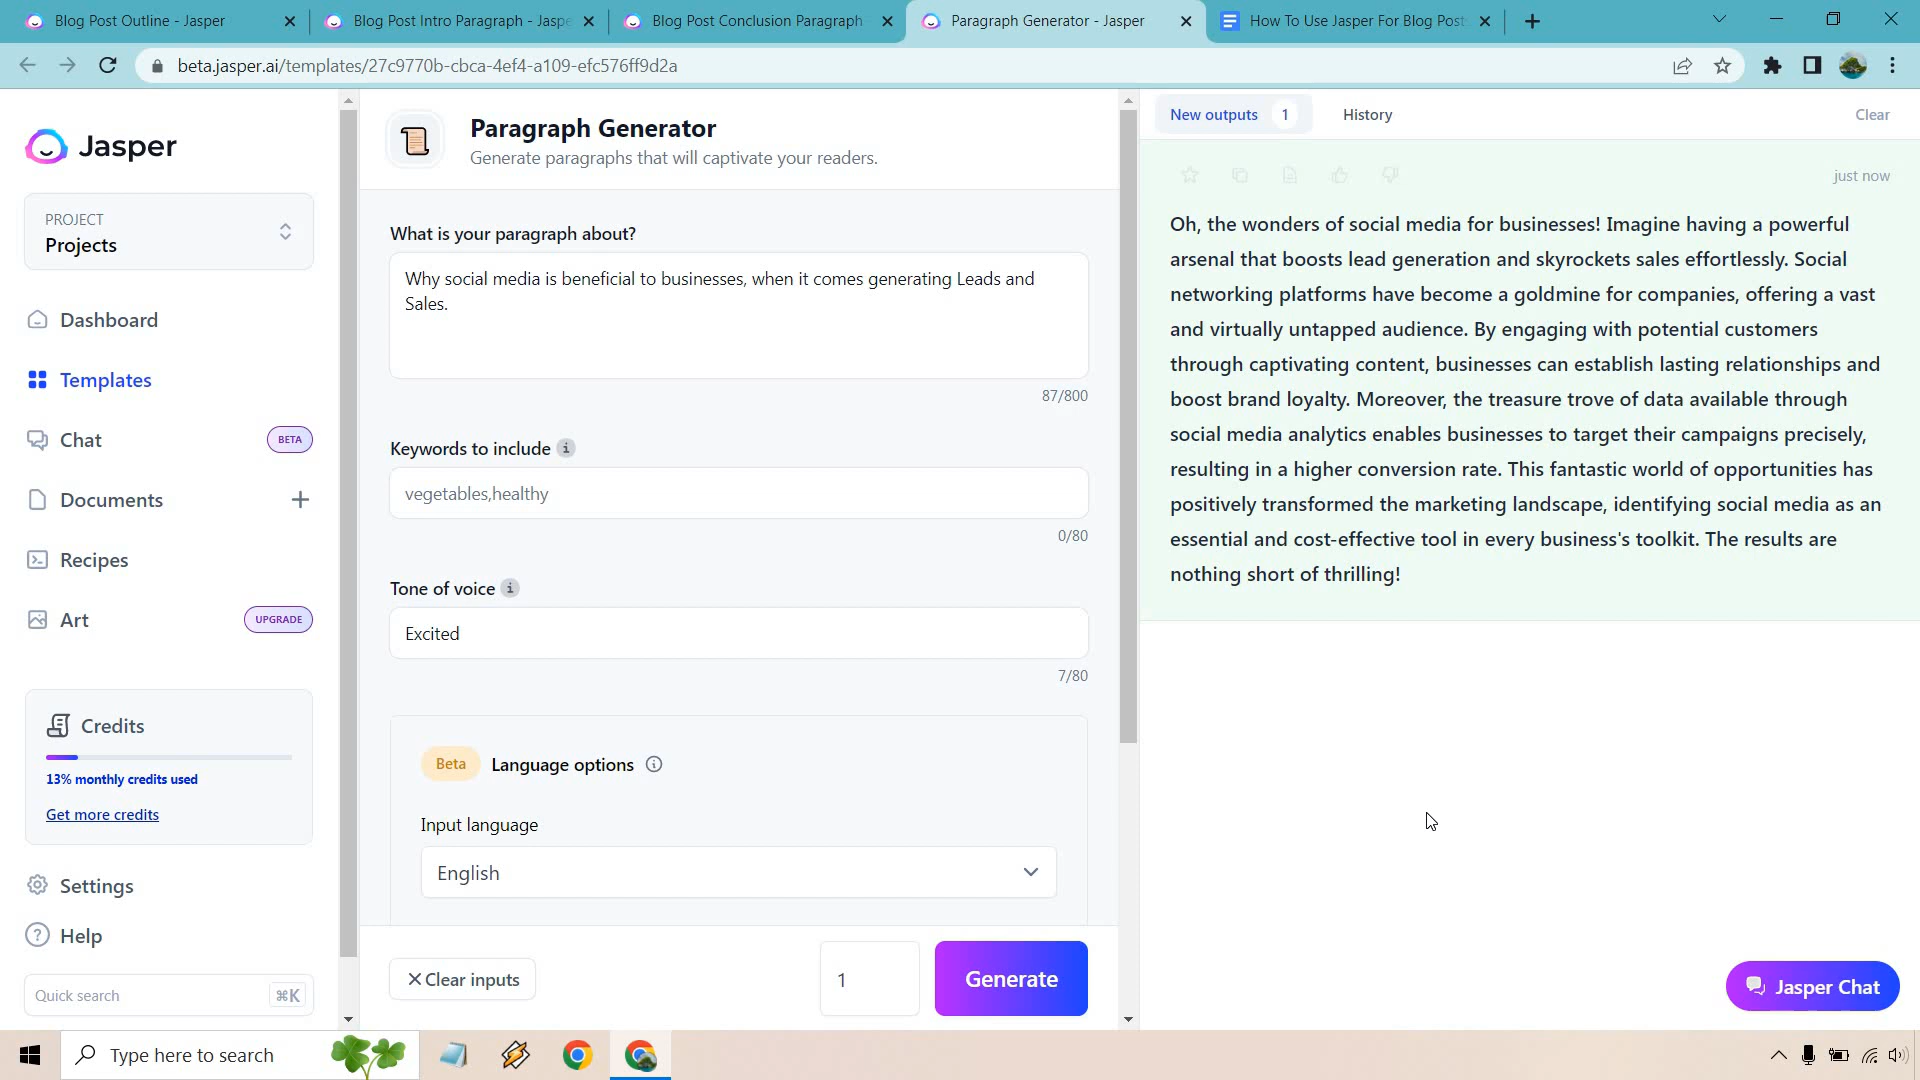 Blog Post Outline - Jasper
Blog Post Intro Paragraph - Jaspe
Blog Post Conclusion Paragraph
Paragraph Generator - Jasper
How To Use Jasper For Blog Post
beta.jasper.ai/templates/27c9770b-cbca-4ef4-a109-efc576ff9d2a
Jasper
PROJECT
Projects
Dashboard
Templates
Chat
BETA
Documents
Recipes
Art
UPGRADE
Credits
13% monthly credits used
Get more credits
Settings
Help
Quick search
⌘K
Paragraph Generator
Generate paragraphs that will captivate your readers.
What is your paragraph about?
Why social media is beneficial to businesses, when it comes generating Leads and
Sales.
87/800
Keywords to include
vegetables,healthy
0/80
Tone of voice
Excited
7/80
Beta
Language options
Input language
English
Clear inputs
1
Generate
New outputs 1
History
Clear
just now
Oh, the wonders of social media for businesses! Imagine having a powerful
arsenal that boosts lead generation and skyrockets sales effortlessly. Social
networking platforms have become a goldmine for companies, offering a vast
and virtually untapped audience. By engaging with potential customers
through captivating content, businesses can establish lasting relationships and
boost brand loyalty. Moreover, the treasure trove of data available through
social media analytics enables businesses to target their campaigns precisely,
resulting in a higher conversion rate. This fantastic world of opportunities has
positively transformed the marketing landscape, identifying social media as an
essential and cost-effective tool in every business's toolkit. The results are
nothing short of thrilling!
Jasper Chat
Type here to search